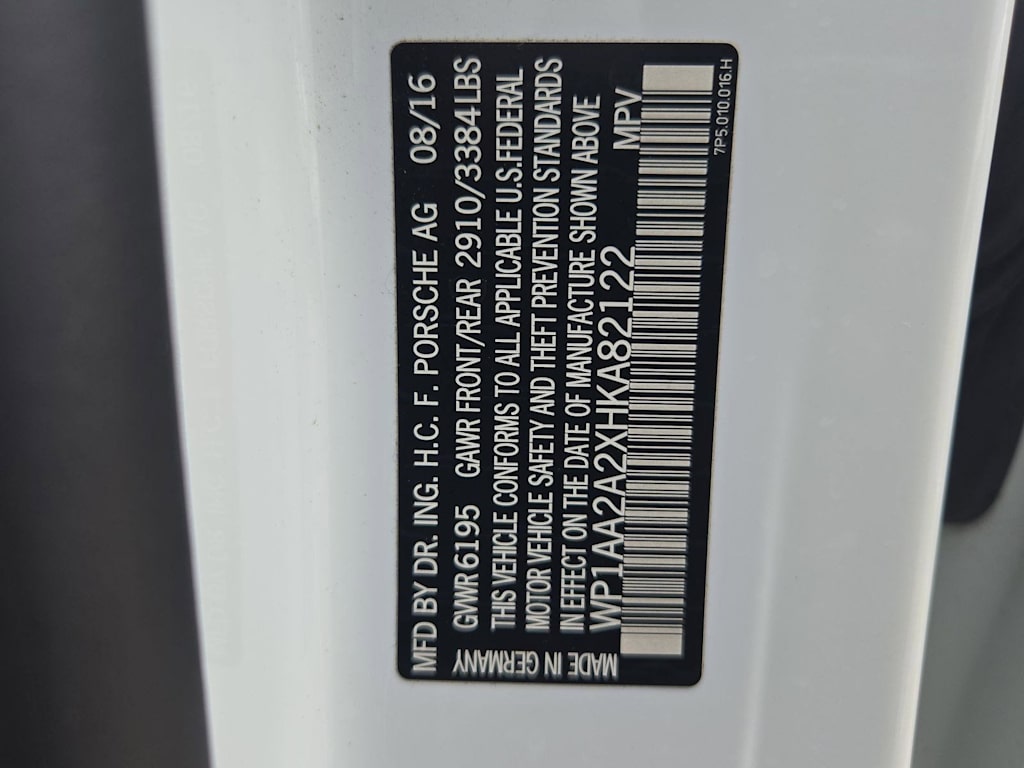 MFD BY DR. ING. H.C. F. PORSCHE AG 08/16
GVWR 6195 GAWR FRONT/REAR 2910/3384 LBS
THIS VEHICLE CONFORMS TO ALL APPLICABLE U.S.FEDERAL
MOTOR VEHICLE SAFETY AND THEFT PREVENTION STANDARDS
IN EFFECT ON THE DATE OF MANUFACTURE SHOWN ABOVE
WP1AA2A2XHKA82122 MPV
MADE IN GERMANY
7P5.010.016.H